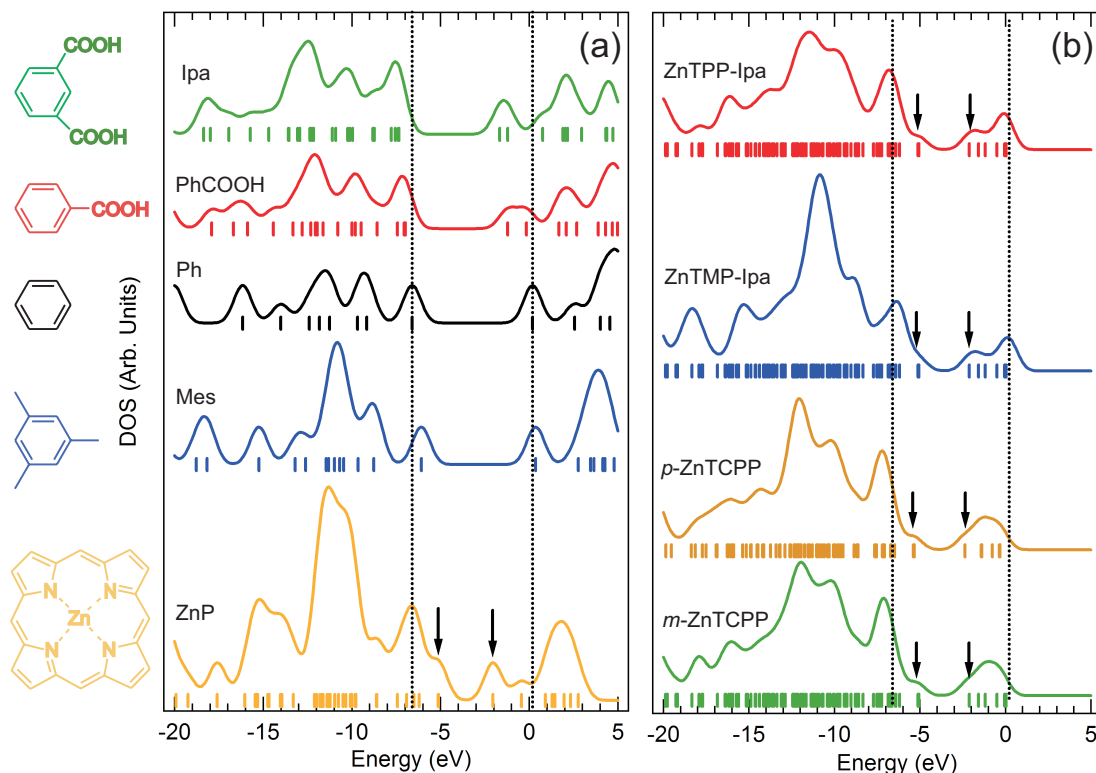 COOH
COOH
COOH
N
N
Zn
N
N
DOS (Arb. Units)
(a)
Ipa
PhCOOH
Ph
Mes
ZnP
-20 -15 -10 -5 0 5
Energy (eV)
(b)
ZnTPP-Ipa
ZnTMP-Ipa
p-ZnTCPP
m-ZnTCPP
-20 -15 -10 -5 0 5
Energy (eV)